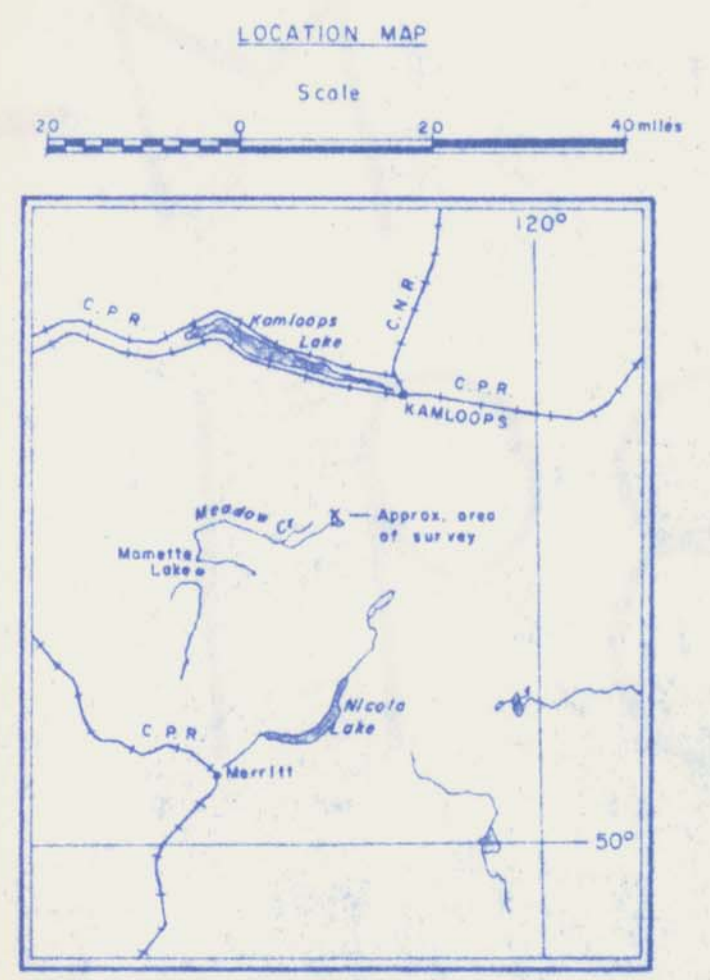 LOCATION MAP
Scale
20 0 20 40 miles
120°
C.P.R.
Kamloops
Lake
C.N.R.
C.P.R.
KAMLOOPS
Meadow Cr
X — Approx. area
of survey
Mamette
Lake
Nicola
Lake
C.P.R.
Merritt
50°